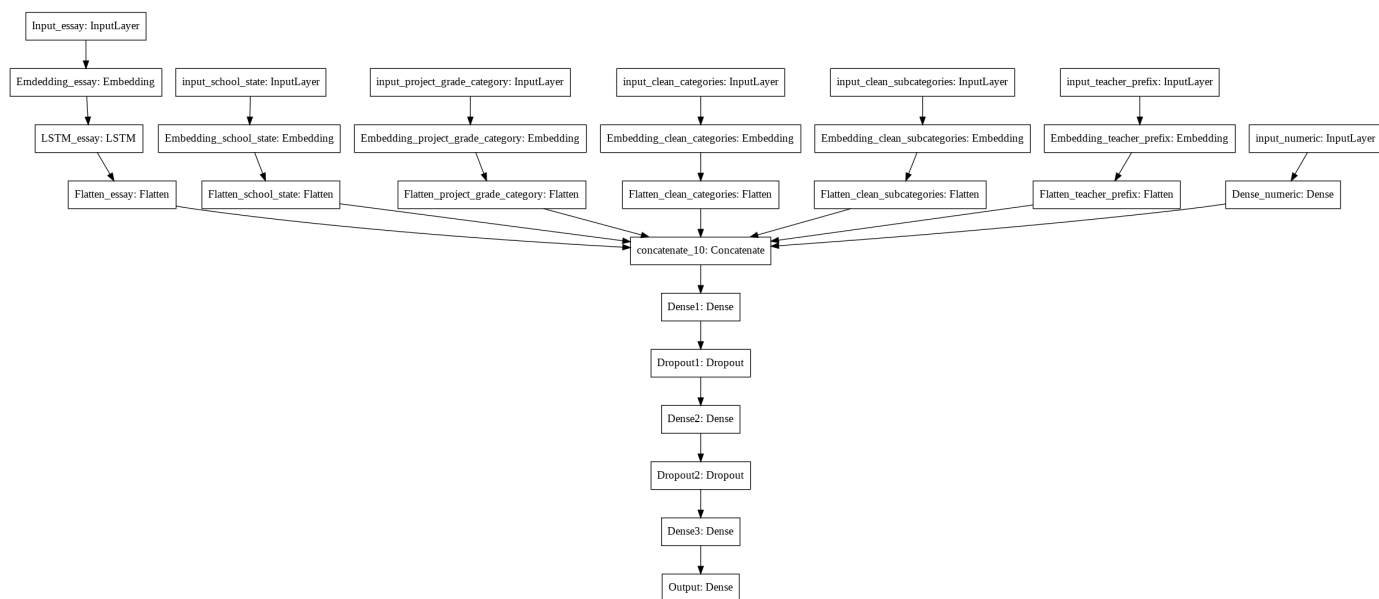 Input_essay: InputLayer
Emdedding_essay: Embedding
input_school_state: InputLayer
input_project_grade_category: InputLayer
input_clean_categories: InputLayer
input_clean_subcategories: InputLayer
input_teacher_prefix: InputLayer
LSTM_essay: LSTM
Embedding_school_state: Embedding
Embedding_project_grade_category: Embedding
Embedding_clean_categories: Embedding
Embedding_clean_subcategories: Embedding
Embedding_teacher_prefix: Embedding
input_numeric: InputLayer
Flatten_essay: Flatten
Flatten_school_state: Flatten
Flatten_project_grade_category: Flatten
Flatten_clean_categories: Flatten
Flatten_clean_subcategories: Flatten
Flatten_teacher_prefix: Flatten
Dense_numeric: Dense
concatenate_10: Concatenate
Dense1: Dense
Dropout1: Dropout
Dense2: Dense
Dropout2: Dropout
Dense3: Dense
Output: Dense